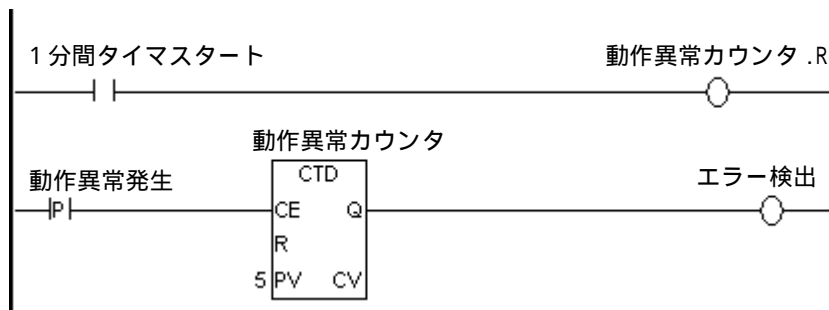 1分間タイマスタート 動作異常カウンタ.R
動作異常カウンタ
動作異常発生 CTD エラー検出
P CE Q
R
5 PV CV